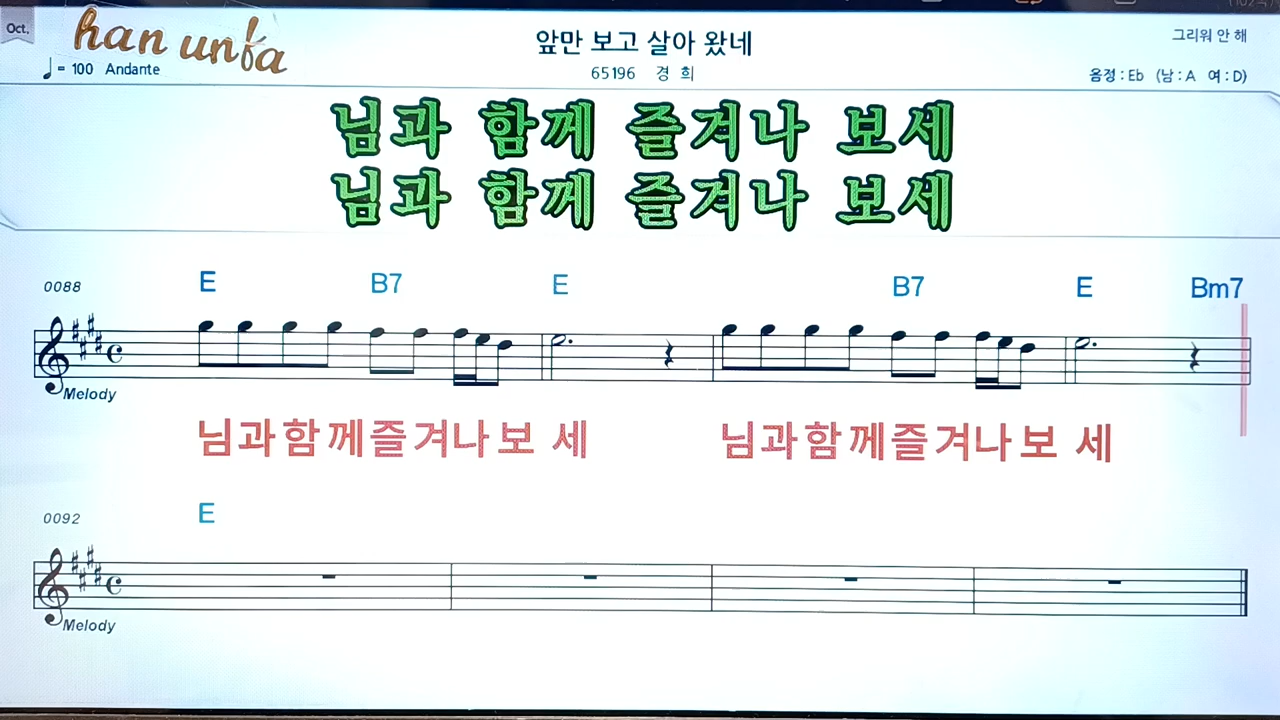 Oct.
han un!a
앞만 보고 살아 왔네
그리워 안 해
♩= 100 Andante
65196 경 희
음정 : Eb (남 : A 여 : D)
님과 함께 즐겨나 보세
님과 함께 즐겨나 보세
0088 E B7 E B7 E Bm7
Melody
님과함께즐겨나보 세 님과함께즐겨나보 세
0092 E
Melody